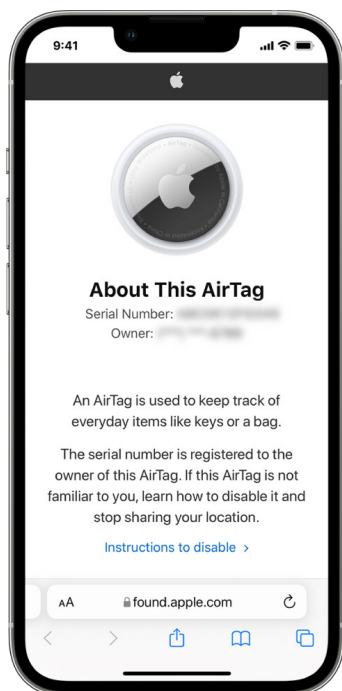 9:41
About This AirTag
Serial Number:
Owner:
An AirTag is used to keep track of
everyday items like keys or a bag.
The serial number is registered to the
owner of this AirTag. If this AirTag is not
familiar to you, learn how to disable it and
stop sharing your location.
Instructions to disable >
AA
found.apple.com